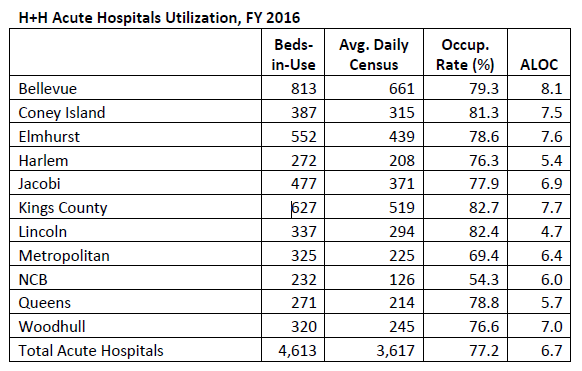 H+H Acute Hospitals Utilization, FY 2016
Beds-in-Use Avg. Daily Census Occup. Rate (%) ALOC
Bellevue 813 661 79.3 8.1
Coney Island 387 315 81.3 7.5
Elmhurst 552 439 78.6 7.6
Harlem 272 208 76.3 5.4
Jacobi 477 371 77.9 6.9
Kings County 627 519 82.7 7.7
Lincoln 337 294 82.4 4.7
Metropolitan 325 225 69.4 6.4
NCB 232 126 54.3 6.0
Queens 271 214 78.8 5.7
Woodhull 320 245 76.6 7.0
Total Acute Hospitals 4,613 3,617 77.2 6.7